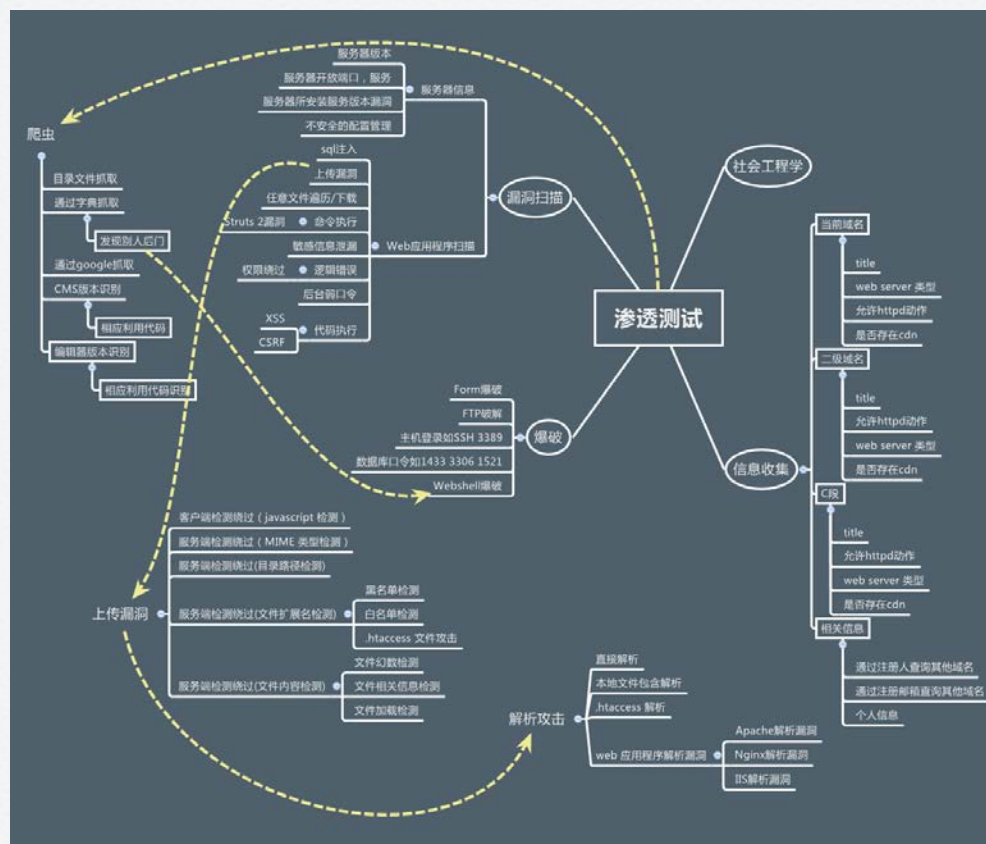 渗透测试
社会工程学
漏洞扫描
服务器信息
服务器版本
服务器开放端口，服务
服务器所安装服务版本漏洞
不安全的配置管理
Web应用程序扫描
sql注入
上传漏洞
任意文件遍历/下载
命令执行
Struts 2漏洞
敏感信息泄漏
逻辑错误
权限绕过
后台弱口令
代码执行
XSS
CSRF
爆破
Form爆破
FTP破解
主机登录如SSH 3389
数据库口令如1433 3306 1521
Webshell爆破
信息收集
当前域名
title
web server 类型
允许httpd动作
是否存在cdn
二级域名
title
允许httpd动作
web server 类型
是否存在cdn
C段
title
允许httpd动作
web server 类型
是否存在cdn
相关信息
通过注册人查询其他域名
通过注册邮箱查询其他域名
个人信息
爬虫
目录文件抓取
通过字典抓取
发现别人后门
通过google抓取
CMS版本识别
相应利用代码
编辑器版本识别
相应利用代码识别
上传漏洞
客户端检测绕过（javascript 检测）
服务端检测绕过（MIME 类型检测）
服务端检测绕过(目录路径检测)
服务端检测绕过(文件扩展名检测)
黑名单检测
白名单检测
.htaccess 文件攻击
服务端检测绕过(文件内容检测)
文件幻数检测
文件相关信息检测
文件加载检测
解析攻击
直接解析
本地文件包含解析
.htaccess 解析
web 应用程序解析漏洞
Apache解析漏洞
Nginx解析漏洞
IIS解析漏洞